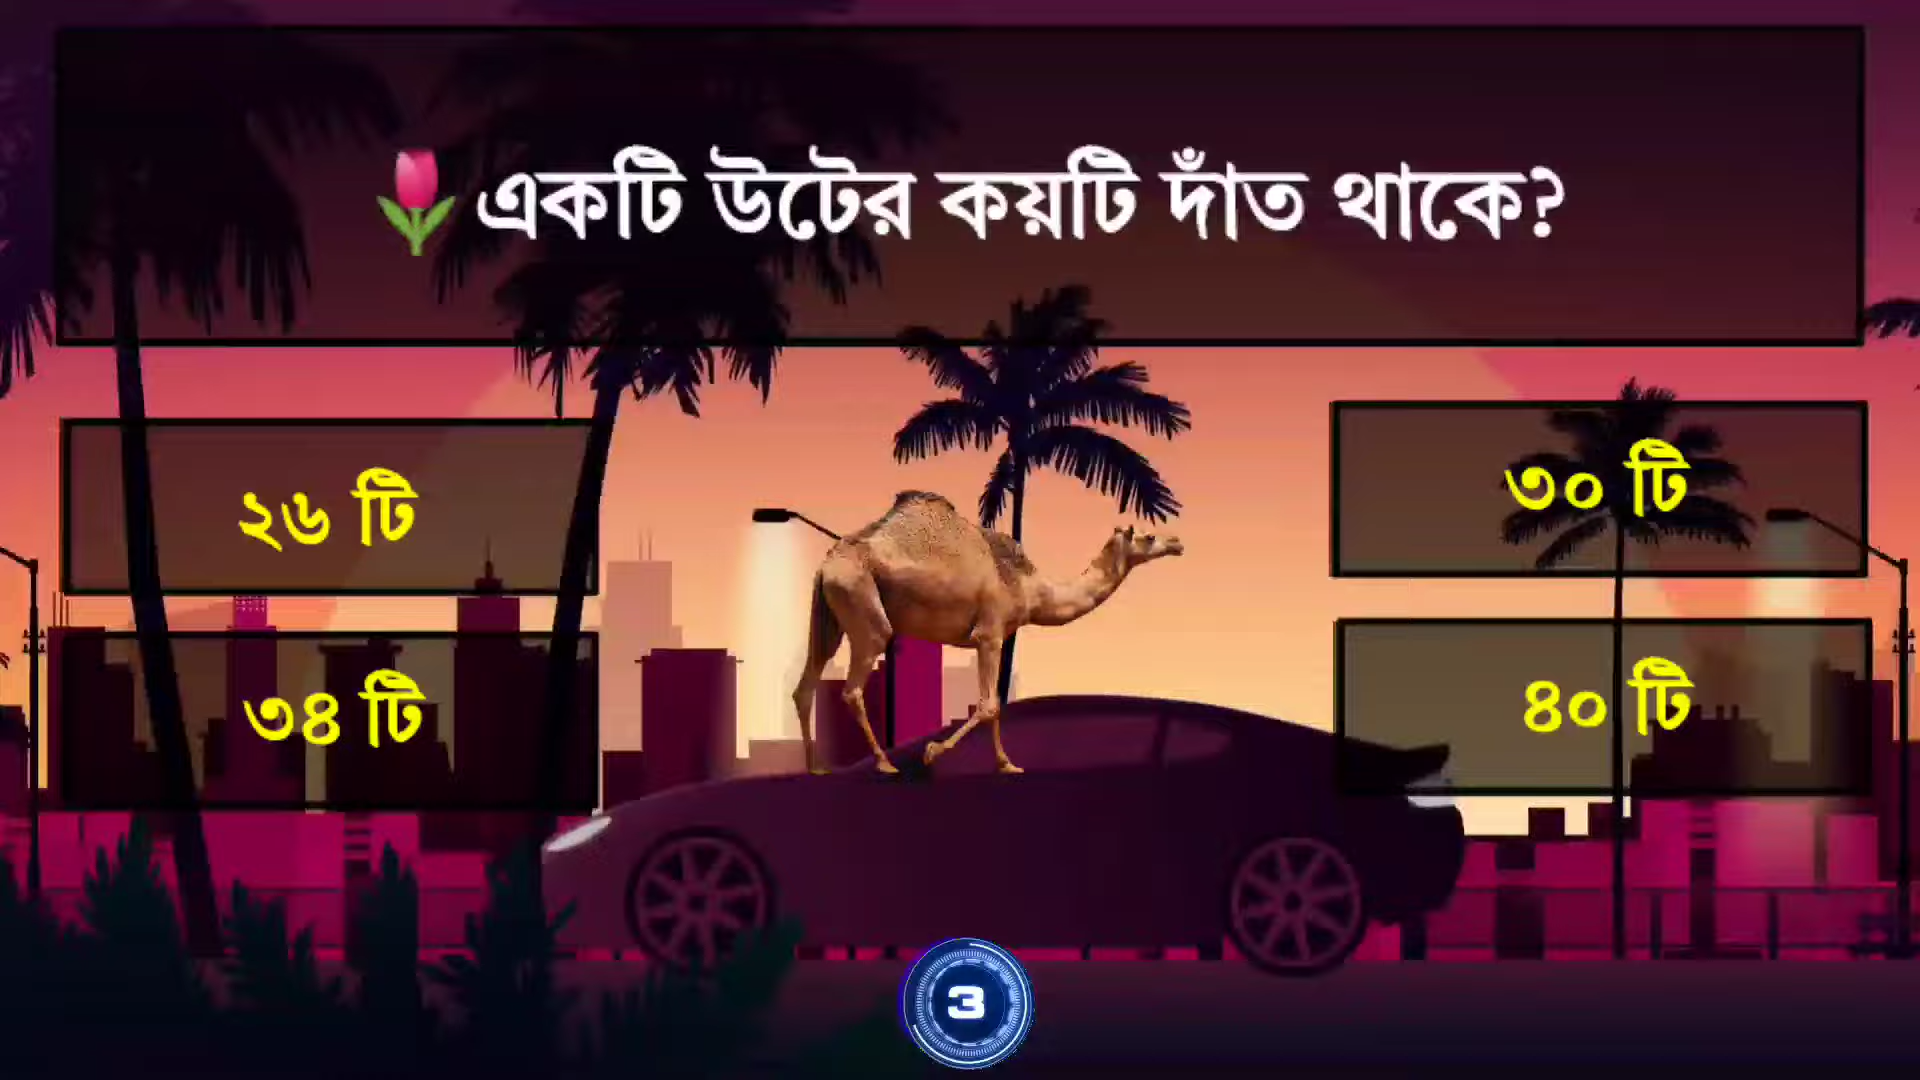 🌷একটি উটের কয়টি দাঁত থাকে?
২৬ টি
৩০ টি
৩৪ টি
৪০ টি
3